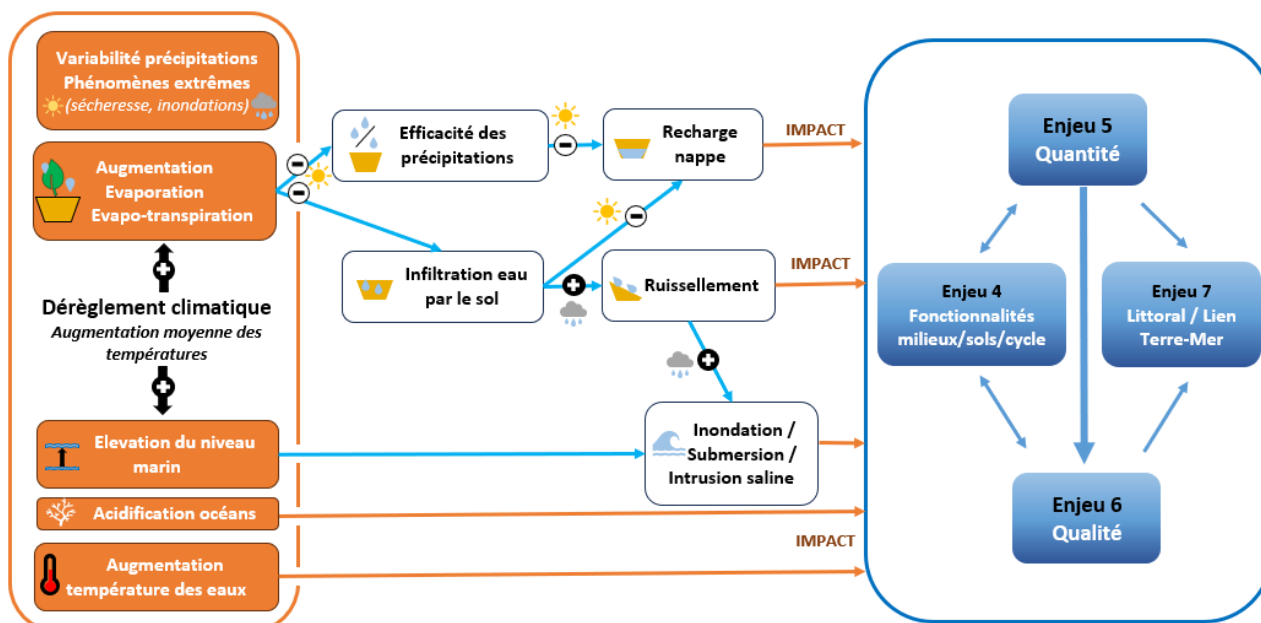 Variabilité précipitations
Phénomènes extrêmes
(sécheresse, inondations)
Augmentation
Evaporation
Evapo-transpiration
Dérèglement climatique
Augmentation moyenne des
températures
Elevation du niveau
marin
Acidification océans
Augmentation
température des eaux
Efficacité des
précipitations
Infiltration eau
par le sol
Recharge
nappe
Ruissellement
Inondation /
Submersion /
Intrusion saline
IMPACT
IMPACT
IMPACT
Enjeu 5
Quantité
Enjeu 4
Fonctionnalités
milieux/sols/cycle
Enjeu 7
Littoral / Lien
Terre-Mer
Enjeu 6
Qualité